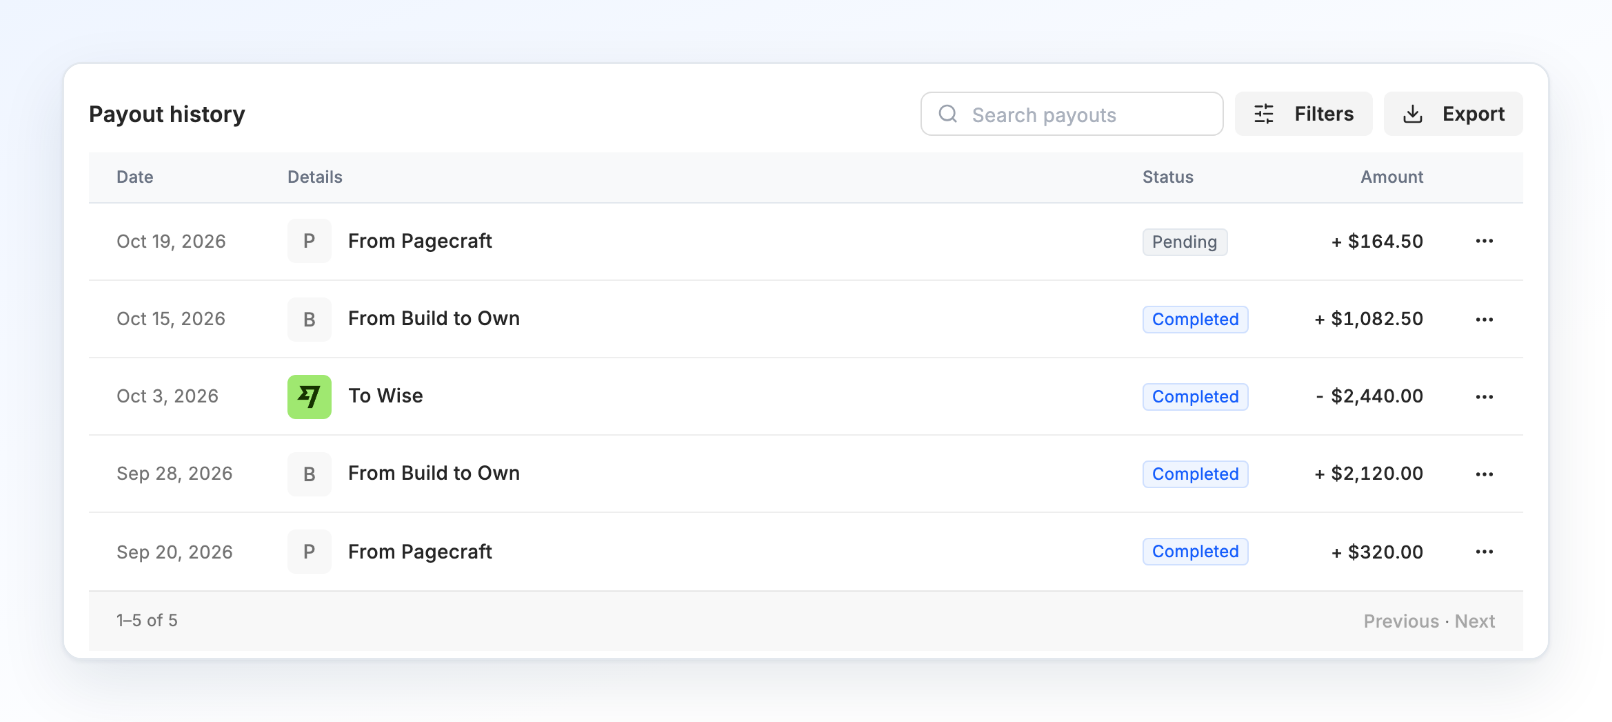 Payout history
Search payouts
Filters
Export
Date Details Status Amount
Oct 19, 2026 P From Pagecraft Pending + $164.50
Oct 15, 2026 B From Build to Own Completed + $1,082.50
Oct 3, 2026 To Wise Completed - $2,440.00
Sep 28, 2026 B From Build to Own Completed + $2,120.00
Sep 20, 2026 P From Pagecraft Completed + $320.00
1–5 of 5 Previous · Next